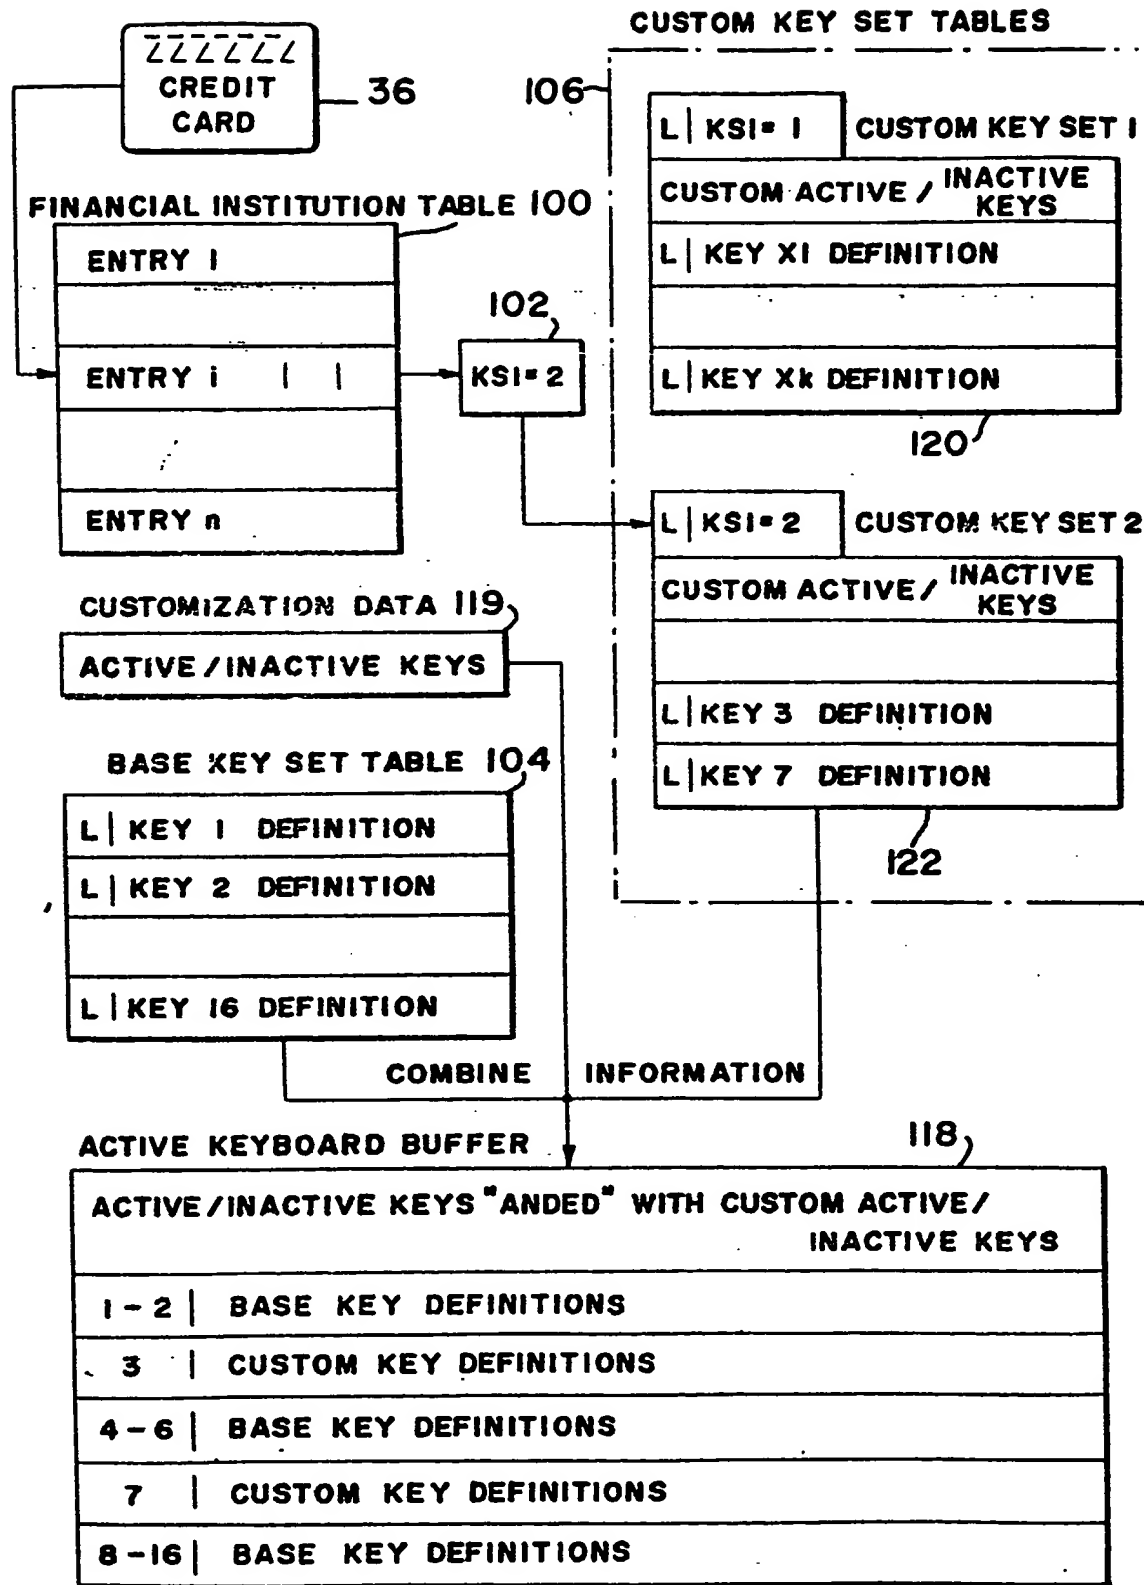 CUSTOM KEY SET TABLES
CREDIT
CARD
36
106
L | KSI= 1
CUSTOM KEY SET 1
CUSTOM ACTIVE / INACTIVE
KEYS
L | KEY X1 DEFINITION
L | KEY Xk DEFINITION
120
FINANCIAL INSTITUTION TABLE 100
ENTRY 1
ENTRY i | |
ENTRY n
102
KSI=2
L | KSI= 2
CUSTOM KEY SET 2
CUSTOM ACTIVE/ INACTIVE
KEYS
L | KEY 3 DEFINITION
L | KEY 7 DEFINITION
122
CUSTOMIZATION DATA 119
ACTIVE/INACTIVE KEYS
BASE KEY SET TABLE 104
L | KEY 1 DEFINITION
L | KEY 2 DEFINITION
L | KEY 16 DEFINITION
COMBINE INFORMATION
ACTIVE KEYBOARD BUFFER
118
ACTIVE/INACTIVE KEYS "ANDED" WITH CUSTOM ACTIVE/
INACTIVE KEYS
1-2 | BASE KEY DEFINITIONS
3 | CUSTOM KEY DEFINITIONS
4-6 | BASE KEY DEFINITIONS
7 | CUSTOM KEY DEFINITIONS
8-16 | BASE KEY DEFINITIONS